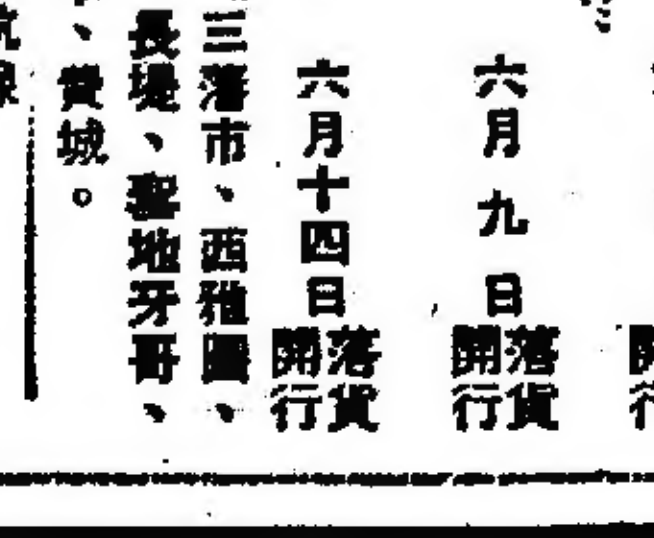 六月九日落貨開行
六月十四日落貨開行
三藩市、西雅圖、
長堤、聖地牙哥、
、費城。